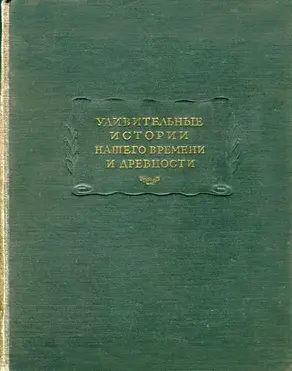 УДИВИТЕЛЬНЫЕ
ИСТОРИИ
НАШЕГО ВРЕМЕНИ
И ДРЕВНОСТИ